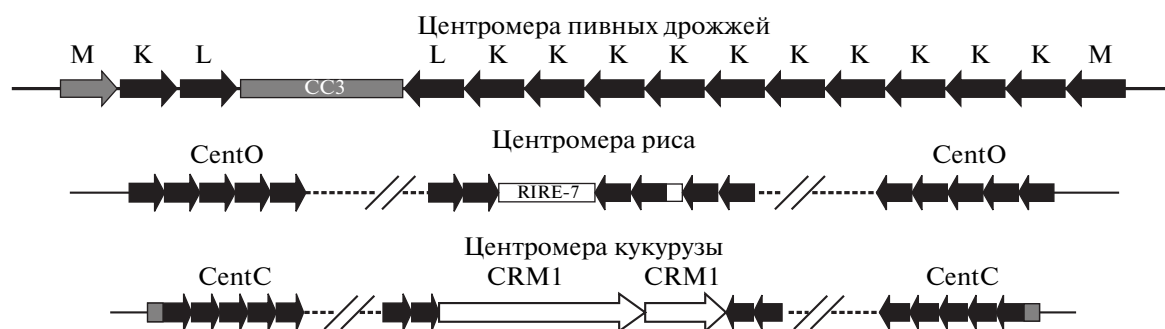 Центромера пивных дрожжей
M K L L K K K K K K K K K M
CC3
Центромера риса
CentO CentO
RIRE-7
Центромера кукурузы
CentC CRM1 CRM1 CentC